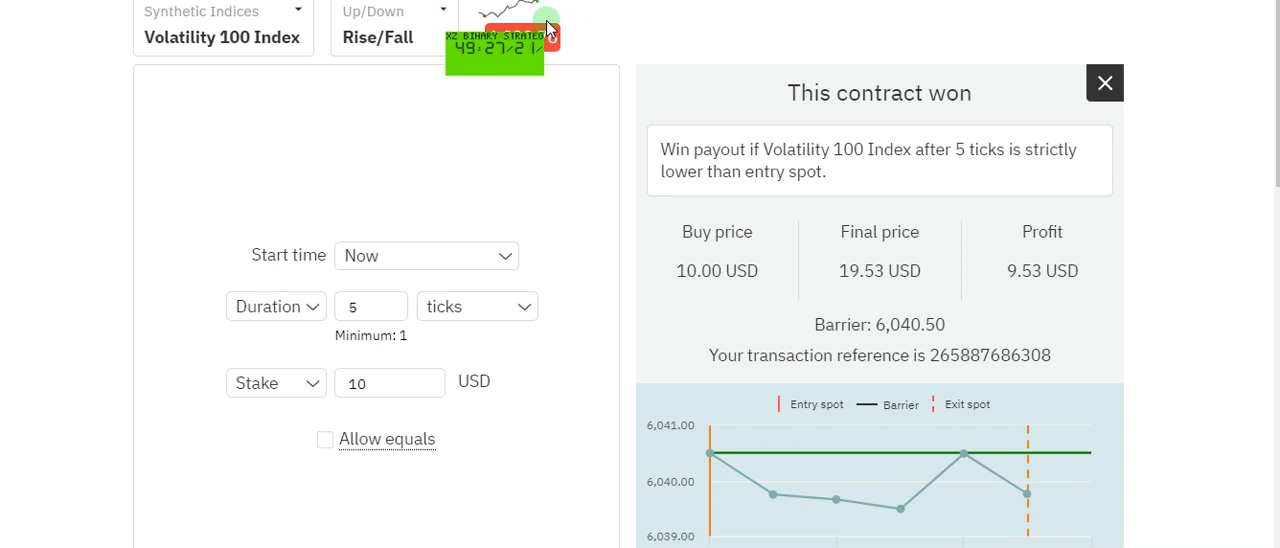 Synthetic Indices
Up/Down
Volatility 100 Index
Rise/Fall
XZ BINARY STRATEG
49:27/21/
This contract won
Win payout if Volatility 100 Index after 5 ticks is strictly
lower than entry spot.
Buy price
Final price
Profit
10.00 USD
19.53 USD
9.53 USD
Barrier: 6,040.50
Your transaction reference is 265887686308
Start time
Now
Duration
5
ticks
Minimum: 1
Stake
10
USD
Allow equals
Entry spot
Barrier
Exit spot
6,041.00
6,040.00
6,039.00